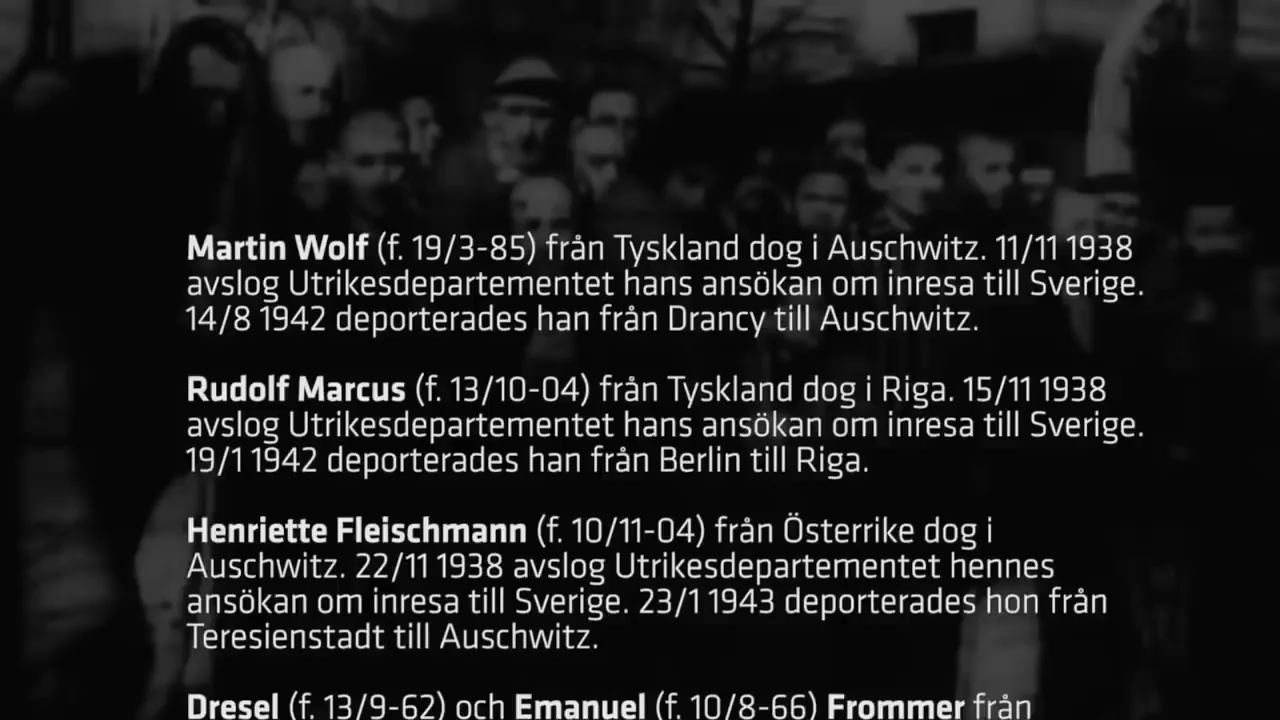 Martin Wolf (f. 19/3-85) från Tyskland dog i Auschwitz. 11/11 1938
avslog Utrikesdepartementet hans ansökan om inresa till Sverige.
14/8 1942 deporterades han från Drancy till Auschwitz.
Rudolf Marcus (f. 13/10-04) från Tyskland dog i Riga. 15/11 1938
avslog Utrikesdepartementet hans ansökan om inresa till Sverige.
19/1 1942 deporterades han från Berlin till Riga.
Henriette Fleischmann (f. 10/11-04) från Österrike dog i
Auschwitz. 22/11 1938 avslog Utrikesdepartementet hennes
ansökan om inresa till Sverige. 23/1 1943 deporterades hon från
Teresienstadt till Auschwitz.
Dresel (f. 13/9-62) och Emanuel (f. 10/8-66) Frommer från